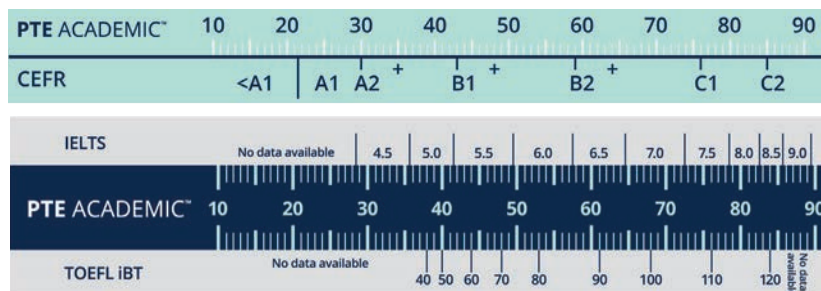 PTE ACADEMIC™ 10 20 30 40 50 60 70 80 90
CEFR <A1 A1 A2 + B1 + B2 + C1 C2
IELTS No data available 4.5 5.0 5.5 6.0 6.5 7.0 7.5 8.0 8.5 9.0
PTE ACADEMIC™ 10 20 30 40 50 60 70 80 90
TOEFL iBT No data available 40 50 60 70 80 90 100 110 120 No data available